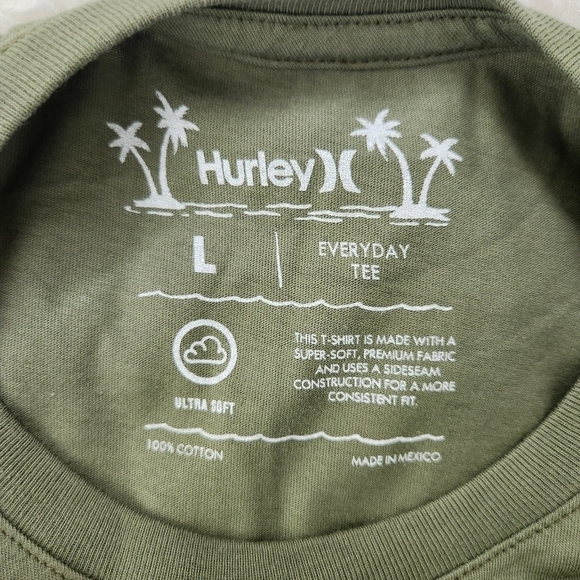 Hurley
L
EVERYDAY
TEE
ULTRA SOFT
THIS T-SHIRT IS MADE WITH A
SUPER-SOFT, PREMIUM FABRIC
AND USES A SIDESEAM
CONSTRUCTION FOR A MORE
CONSISTENT FIT.
100% COTTON
MADE IN MEXICO